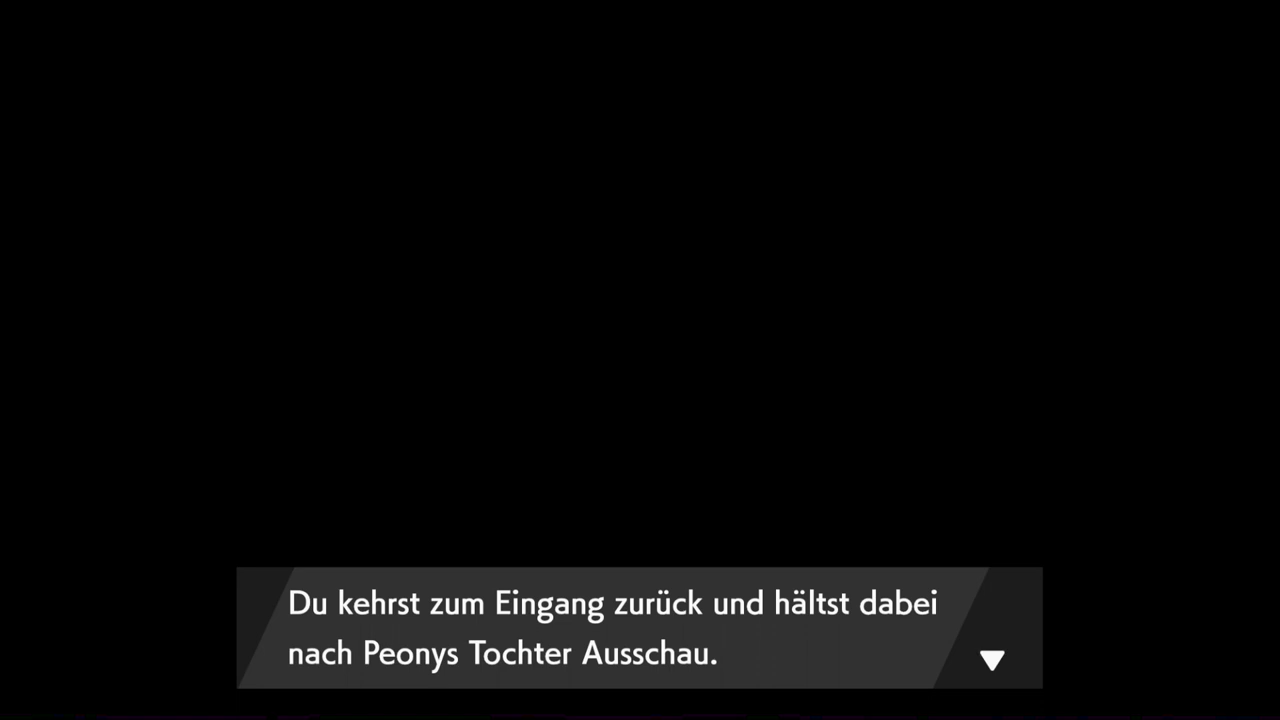 Du kehrst zum Eingang zurück und hältst dabei
nach Peonys Tochter Ausschau.